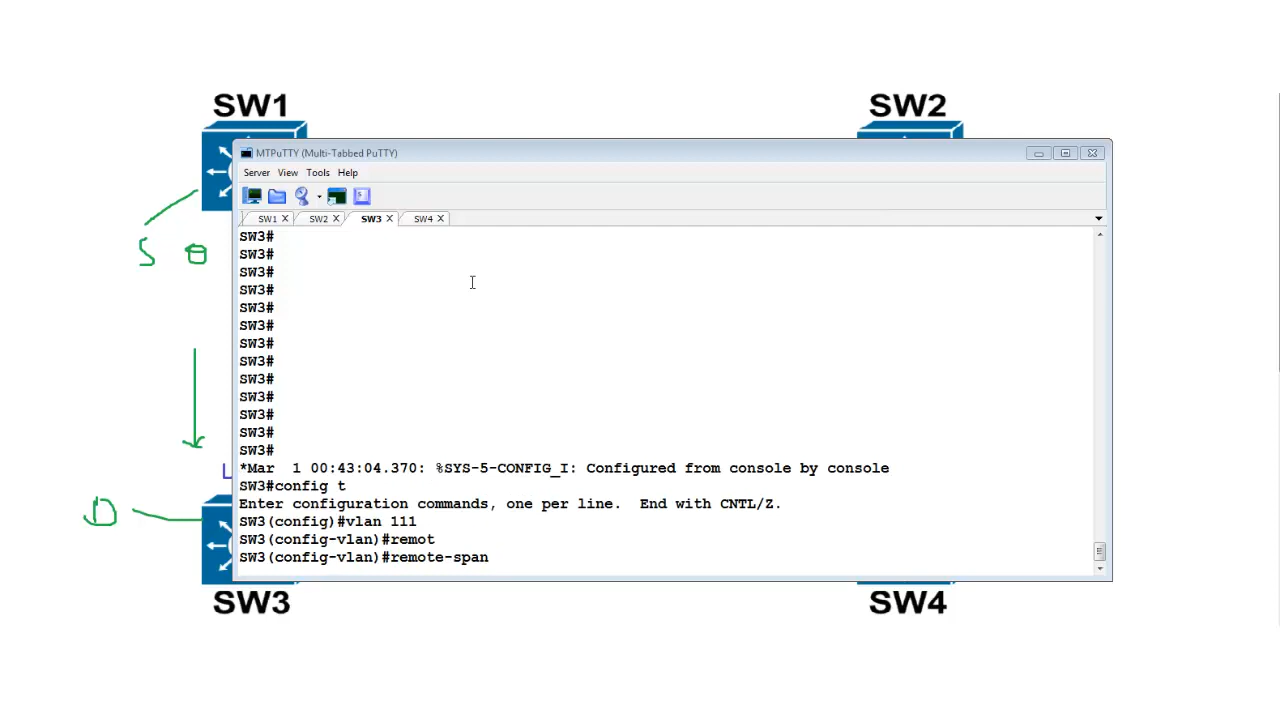 SW1
SW2
MTPuTTY (Multi-Tabbed PuTTY)
Server View Tools Help
SW1 SW2 SW3 SW4
SW3#
SW3#
SW3#
SW3#
SW3#
SW3#
SW3#
SW3#
SW3#
SW3#
SW3#
SW3#
SW3#
*Mar  1 00:43:04.370: %SYS-5-CONFIG_I: Configured from console by console
SW3#config t
Enter configuration commands, one per line.  End with CNTL/Z.
SW3(config)#vlan 111
SW3(config-vlan)#remot
SW3(config-vlan)#remote-span
S
D
SW3
SW4